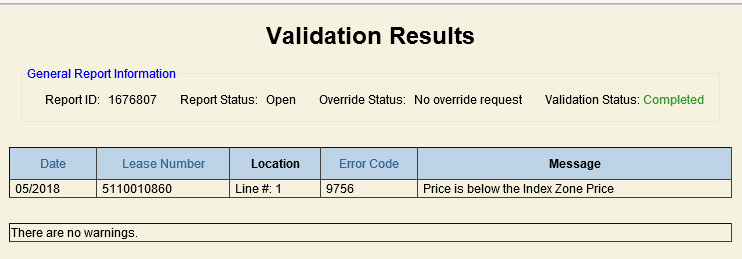 Validation Results
General Report Information
Report ID: 1676807 Report Status: Open Override Status: No override request Validation Status: Completed
Date Lease Number Location Error Code Message
05/2018 5110010860 Line #: 1 9756 Price is below the Index Zone Price
There are no warnings.